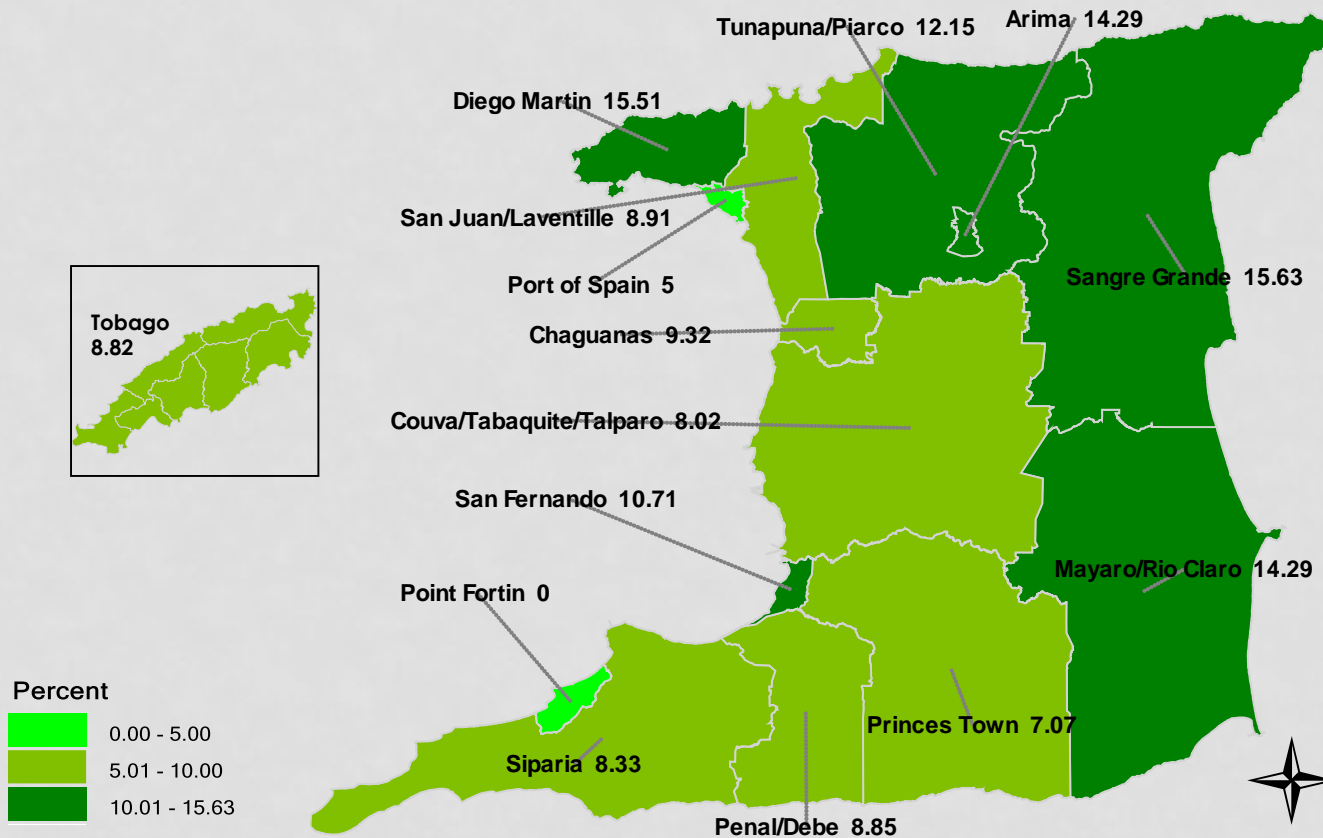 Tunapuna/Piarco 12.15
Arima 14.29
Diego Martin 15.51
San Juan/Laventille 8.91
Port of Spain 5
Sangre Grande 15.63
Tobago
8.82
Chaguanas 9.32
Couva/Tabaquite/Talparo 8.02
San Fernando 10.71
Mayaro/Rio Claro 14.29
Point Fortin 0
Princes Town 7.07
Siparia 8.33
Penal/Debe 8.85
Percent
0.00 - 5.00
5.01 - 10.00
10.01 - 15.63